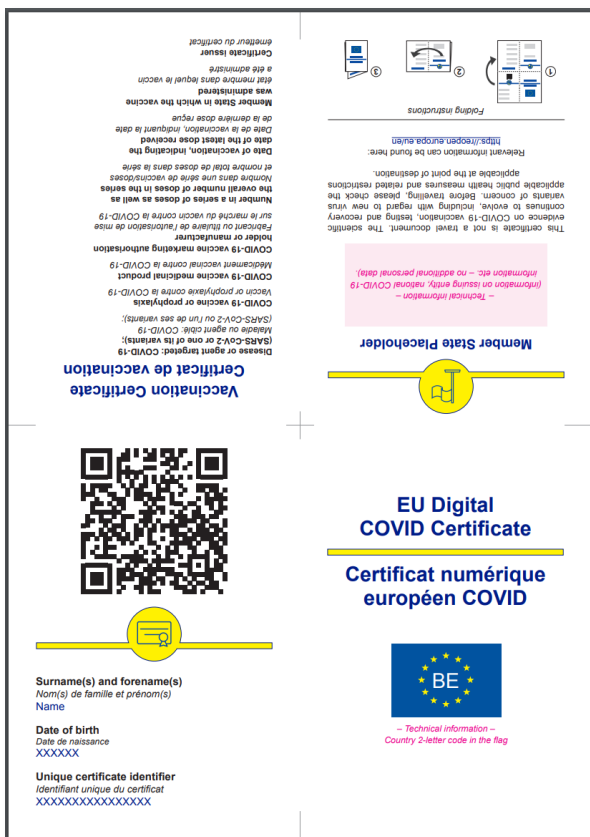 Vaccination Certificate
Certificat de vaccination
Disease or agent targeted: COVID-19
(SARS-CoV-2 or one of its variants);
Maladie ou agent ciblé: COVID-19
(SARS-CoV-2 ou l'un de ses variants);
COVID-19 vaccine or prophylaxis
Vaccin or prophylaxie contre la COVID-19
COVID-19 vaccine medicinal product
Médicament vaccinal contre la COVID-19
COVID-19 vaccine marketing authorisation
holder or manufacturer
Fabricant ou titulaire de l'autorisation de mise
sur le marché du vaccin contre la COVID-19
Number in a series of doses as well as
the overall number of doses in the series
Nombre dans une série de vaccins/doses
et nombre total de doses dans la série
Date of vaccination, indicating the
date of the latest dose received
Date de la vaccination, indiquant la date
de la dernière dose reçue
Member State in which the vaccine
was administered
état membre dans lequel le vaccin
a été administré
Certificate issuer
émetteur du certificat
Member State Placeholder
– Technical information –
(information on issuing entity, national COVID-19
information etc. – no additional personal data).
This certificate is not a travel document. The scientific
evidence on COVID-19 vaccination, testing and recovery
continues to evolve, including with regard to new virus
variants of concern. Before travelling, please check the
applicable public health measures and related restrictions
applicable at the point of destination.
Relevant information can be found here:
https://reopen.europa.eu/en
Folding instructions
1
2
3
Surname(s) and forename(s)
Nom(s) de famille et prénom(s)
Name
Date of birth
Date de naissance
XXXXXX
Unique certificate identifier
Identifiant unique du certificat
XXXXXXXXXXXXXXXX
EU Digital
COVID Certificate
Certificat numérique
européen COVID
BE
– Technical information –
Country 2-letter code in the flag